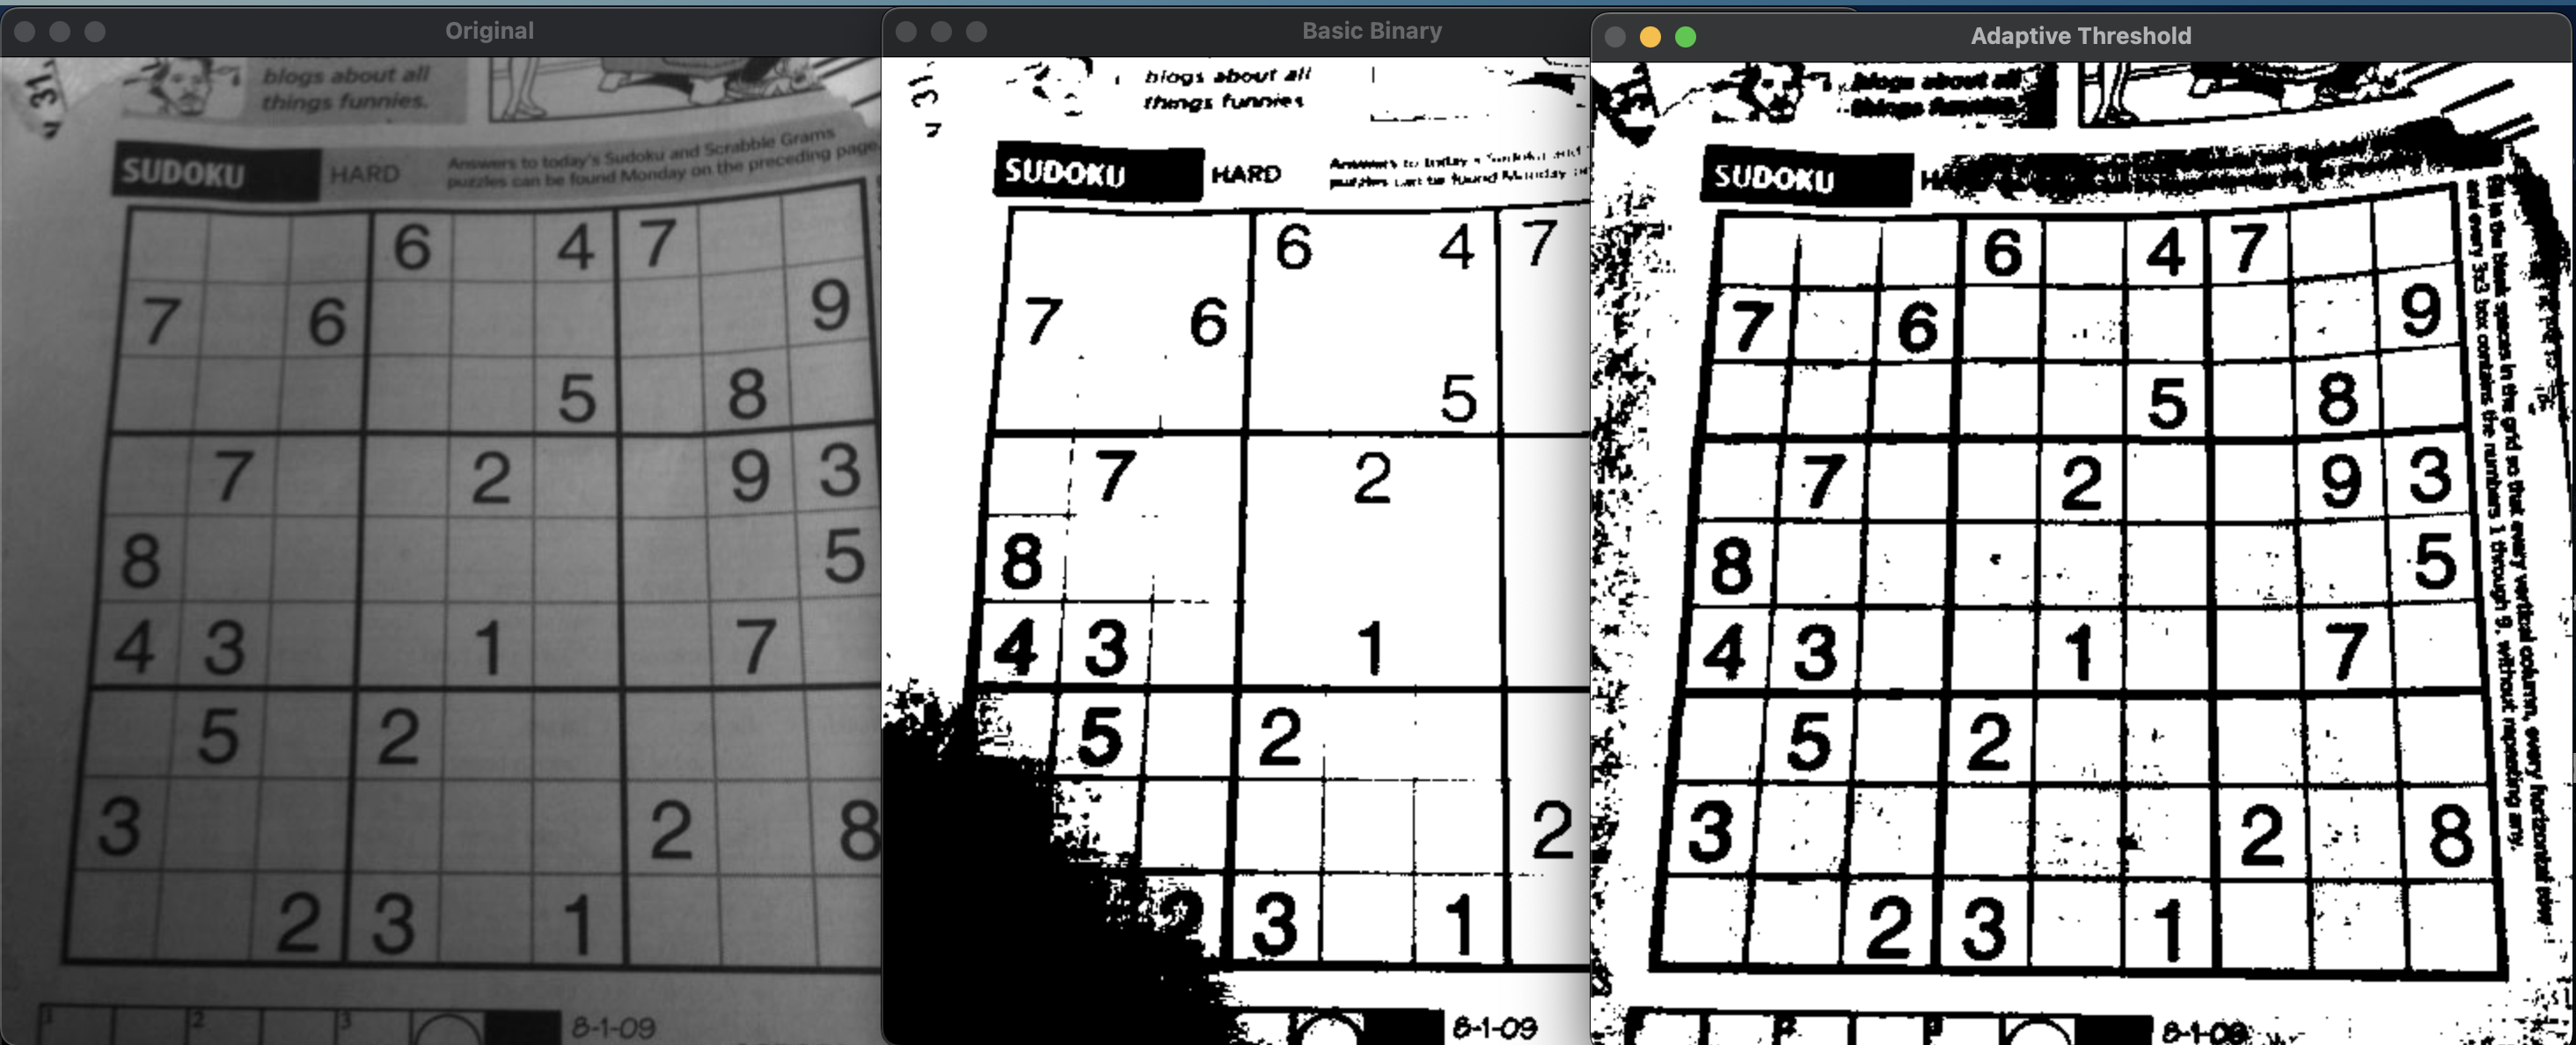 Original
31.
blogs about all
things funnies.
SUDOKU HARD
Answers to today's Sudoku and Scrabble Grams
puzzles can be found Monday on the preceding page.
6 4 7
7 6 9
5 8
7 2 9 3
8 5
4 3 1 7
5 2
3 2 8
2 3 1
1 2 3
8-1-09
Basic Binary
31.
blogs about all
things funnies
SUDOKU HARD
Answers to today's Sudoku and
puzzles can be found Monday
6 4 7
7 6
5
7 2
8
4 3 1
5 2
2
2 3 1
8-1-09
Adaptive Threshold
blogs about all
things funnies
SUDOKU
6 4 7
7 6 9
5 8
7 2 9 3
8 5
4 3 1 7
5 2
3 2 8
2 3 1
in the blank spaces in the grid so that every vertical column, every horizontal row
and every 3x3 box contains the numbers 1 through 9, without repeating any.
8-1-09